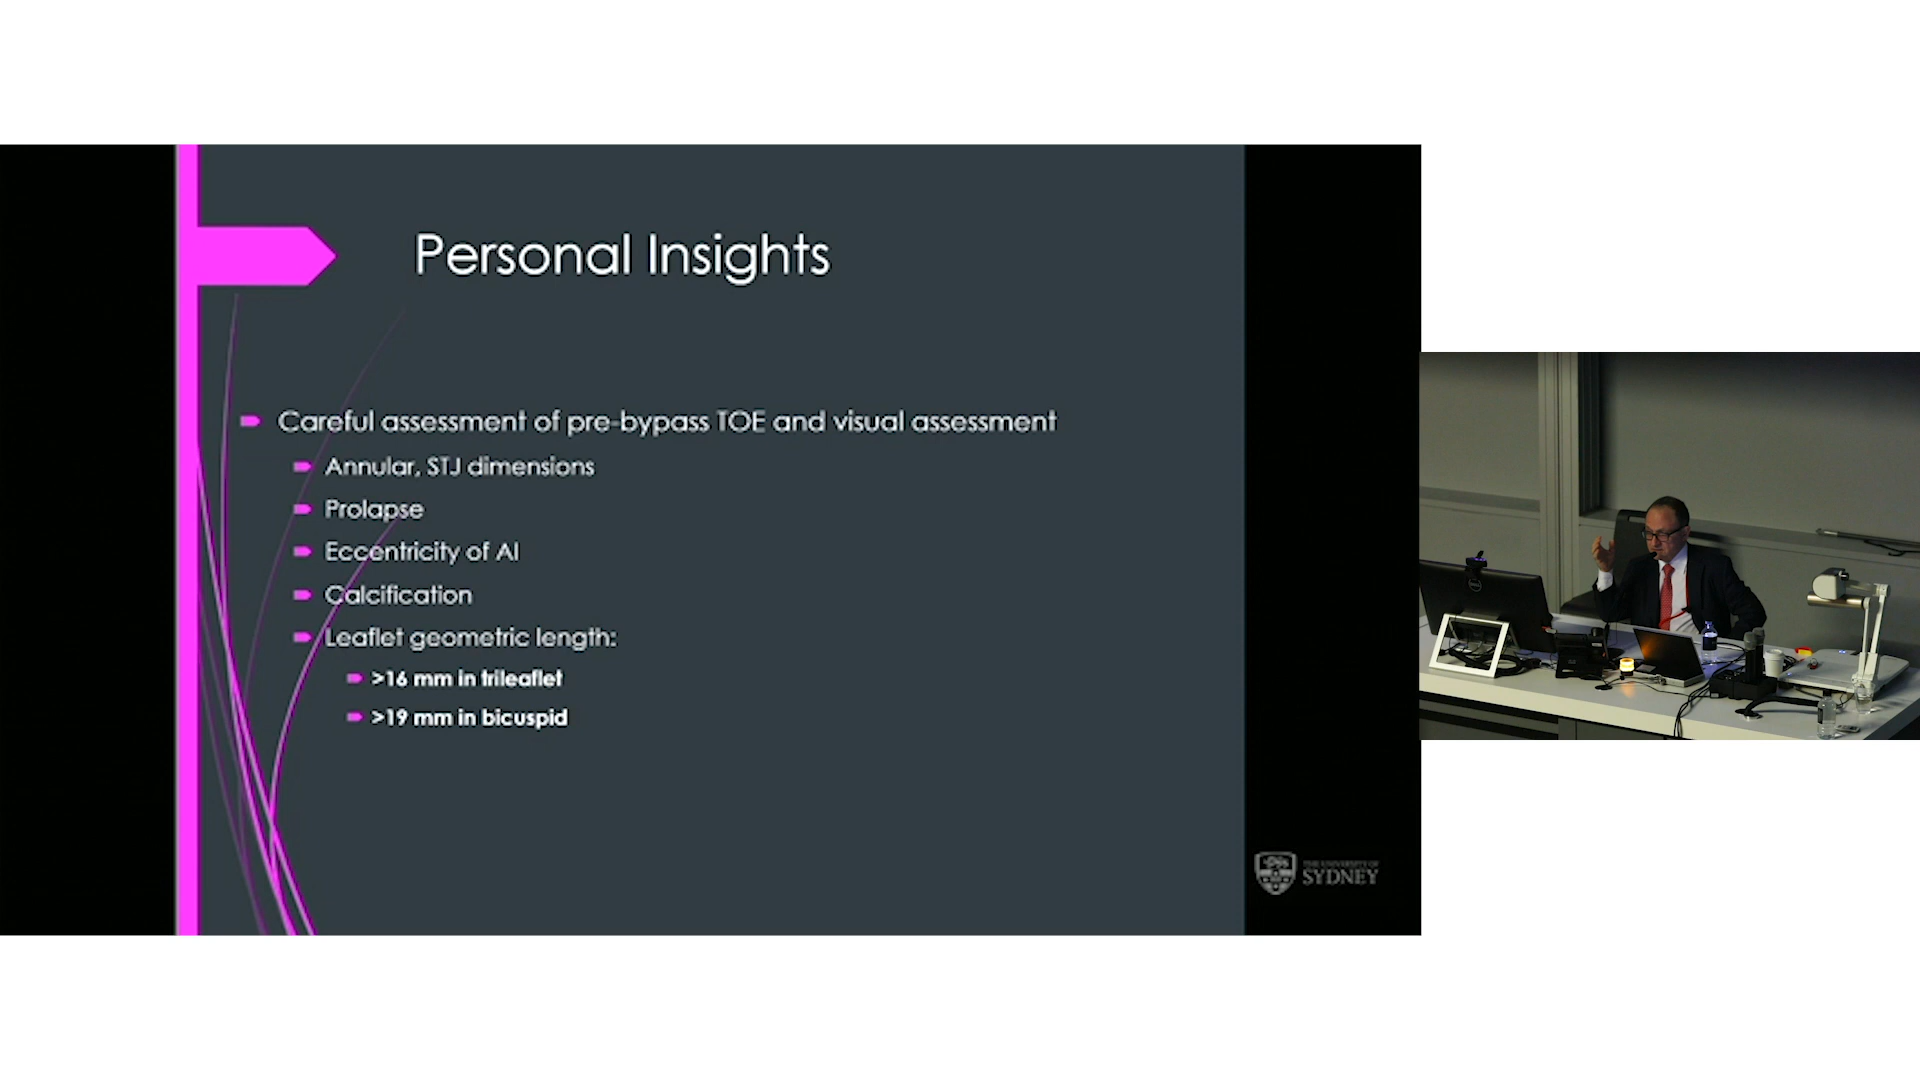 Personal Insights
Careful assessment of pre-bypass TOE and visual assessment
Annular, STJ dimensions
Prolapse
Eccentricity of AI
Calcification
Leaflet geometric length:
>16 mm in trileaflet
>19 mm in bicuspid
THE UNIVERSITY OF
SYDNEY